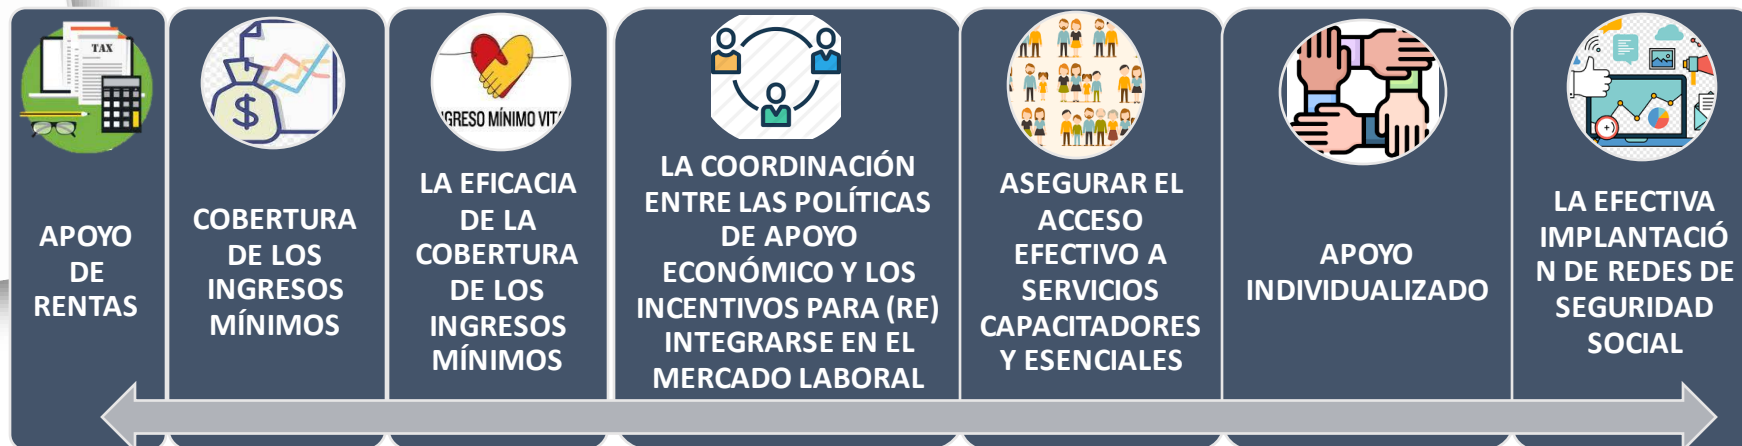 TAX
$
GRESO MÍNIMO VIT
APOYO
DE
RENTAS
COBERTURA
DE LOS
INGRESOS
MÍNIMOS
LA EFICACIA
DE LA
COBERTURA
DE LOS
INGRESOS
MÍNIMOS
LA COORDINACIÓN
ENTRE LAS POLÍTICAS
DE APOYO
ECONÓMICO Y LOS
INCENTIVOS PARA (RE)
INTEGRARSE EN EL
MERCADO LABORAL
ASEGURAR EL
ACCESO
EFECTIVO A
SERVICIOS
CAPACITADORES
Y ESENCIALES
APOYO
INDIVIDUALIZADO
LA EFECTIVA
IMPLANTACIÓ
N DE REDES DE
SEGURIDAD
SOCIAL